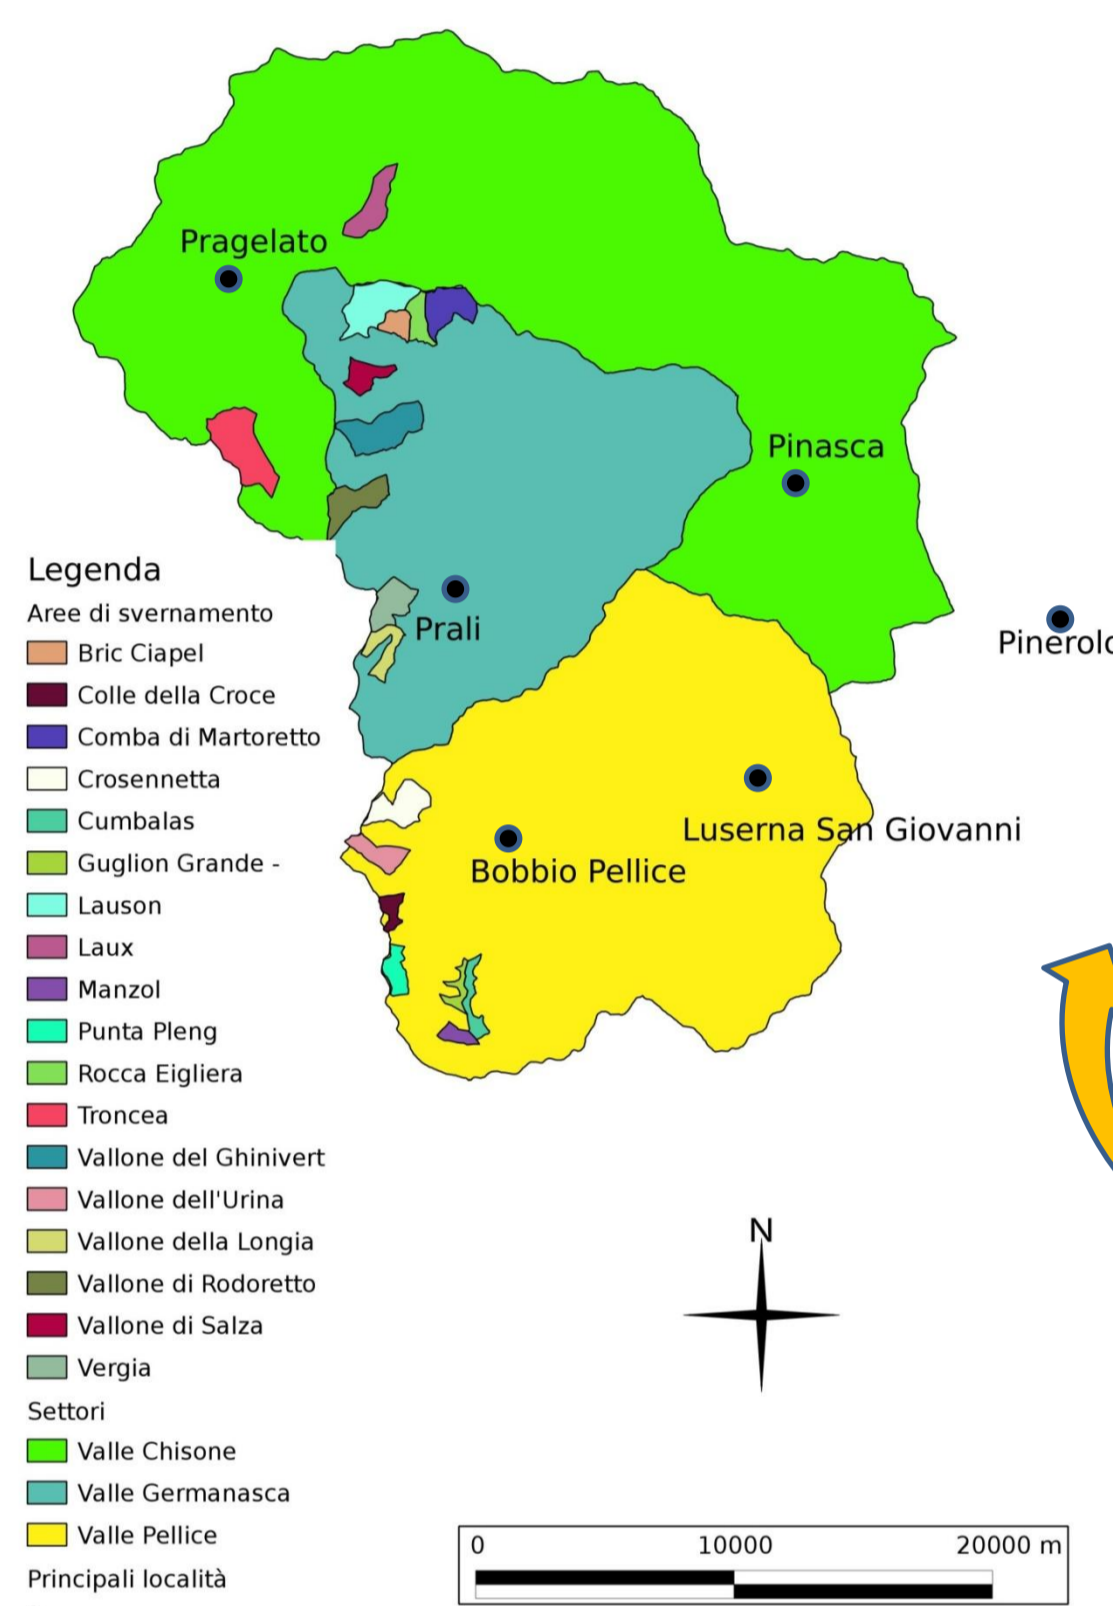 Pragelato
Pinasca
Prali
Luserna San Giovanni
Bobbio Pellice
Legenda
Aree di svernamento
Bric Ciapel
Colle della Croce
Comba di Martoretto
Crosennetta
Cumbalas
Guglion Grande -
Lauson
Laux
Manzol
Punta Pleng
Rocca Eigliera
Troncea
Vallone del Ghinivert
Vallone dell'Urina
Vallone della Longia
Vallone di Rodoretto
Vallone di Salza
Vergia
Settori
Valle Chisone
Valle Germanasca
Valle Pellice
Principali località
N
0 10000 20000 m